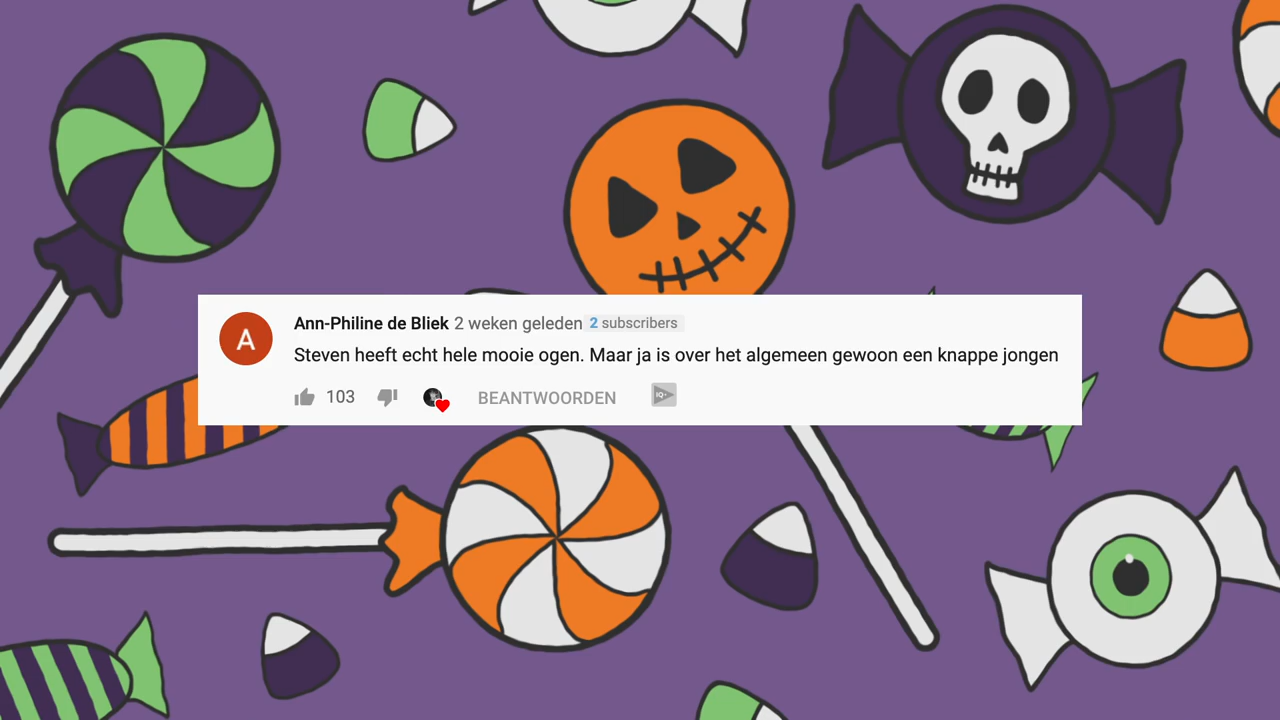 A
Ann-Philine de Bliek 2 weken geleden 2 subscribers
Steven heeft echt hele mooie ogen. Maar ja is over het algemeen gewoon een knappe jongen
103 BEANTWOORDEN IQ+